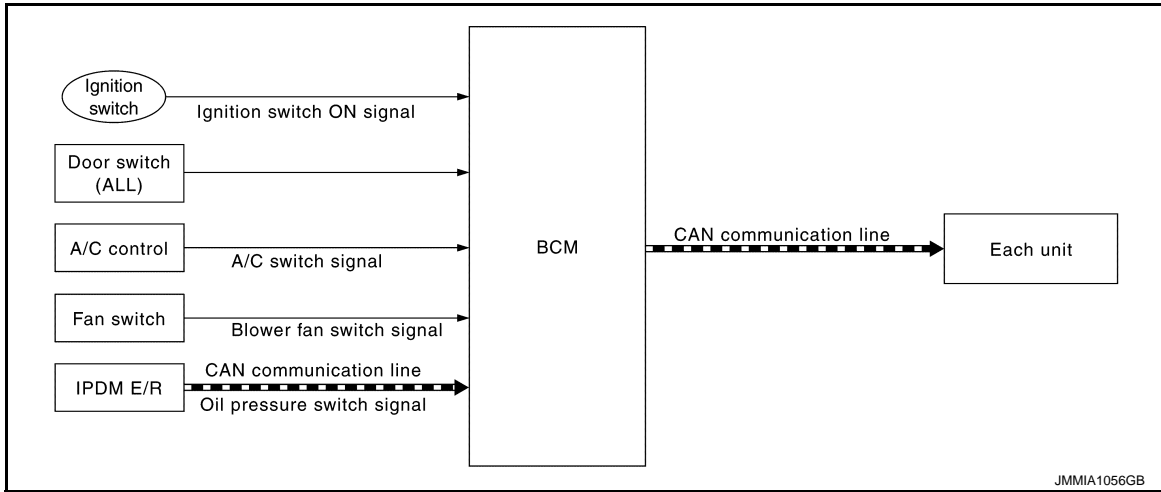 Ignition
switch
Ignition switch ON signal
Door switch
(ALL)
A/C control
A/C switch signal
Fan switch
Blower fan switch signal
IPDM E/R
CAN communication line
Oil pressure switch signal
BCM
CAN communication line
Each unit
JMMIA1056GB